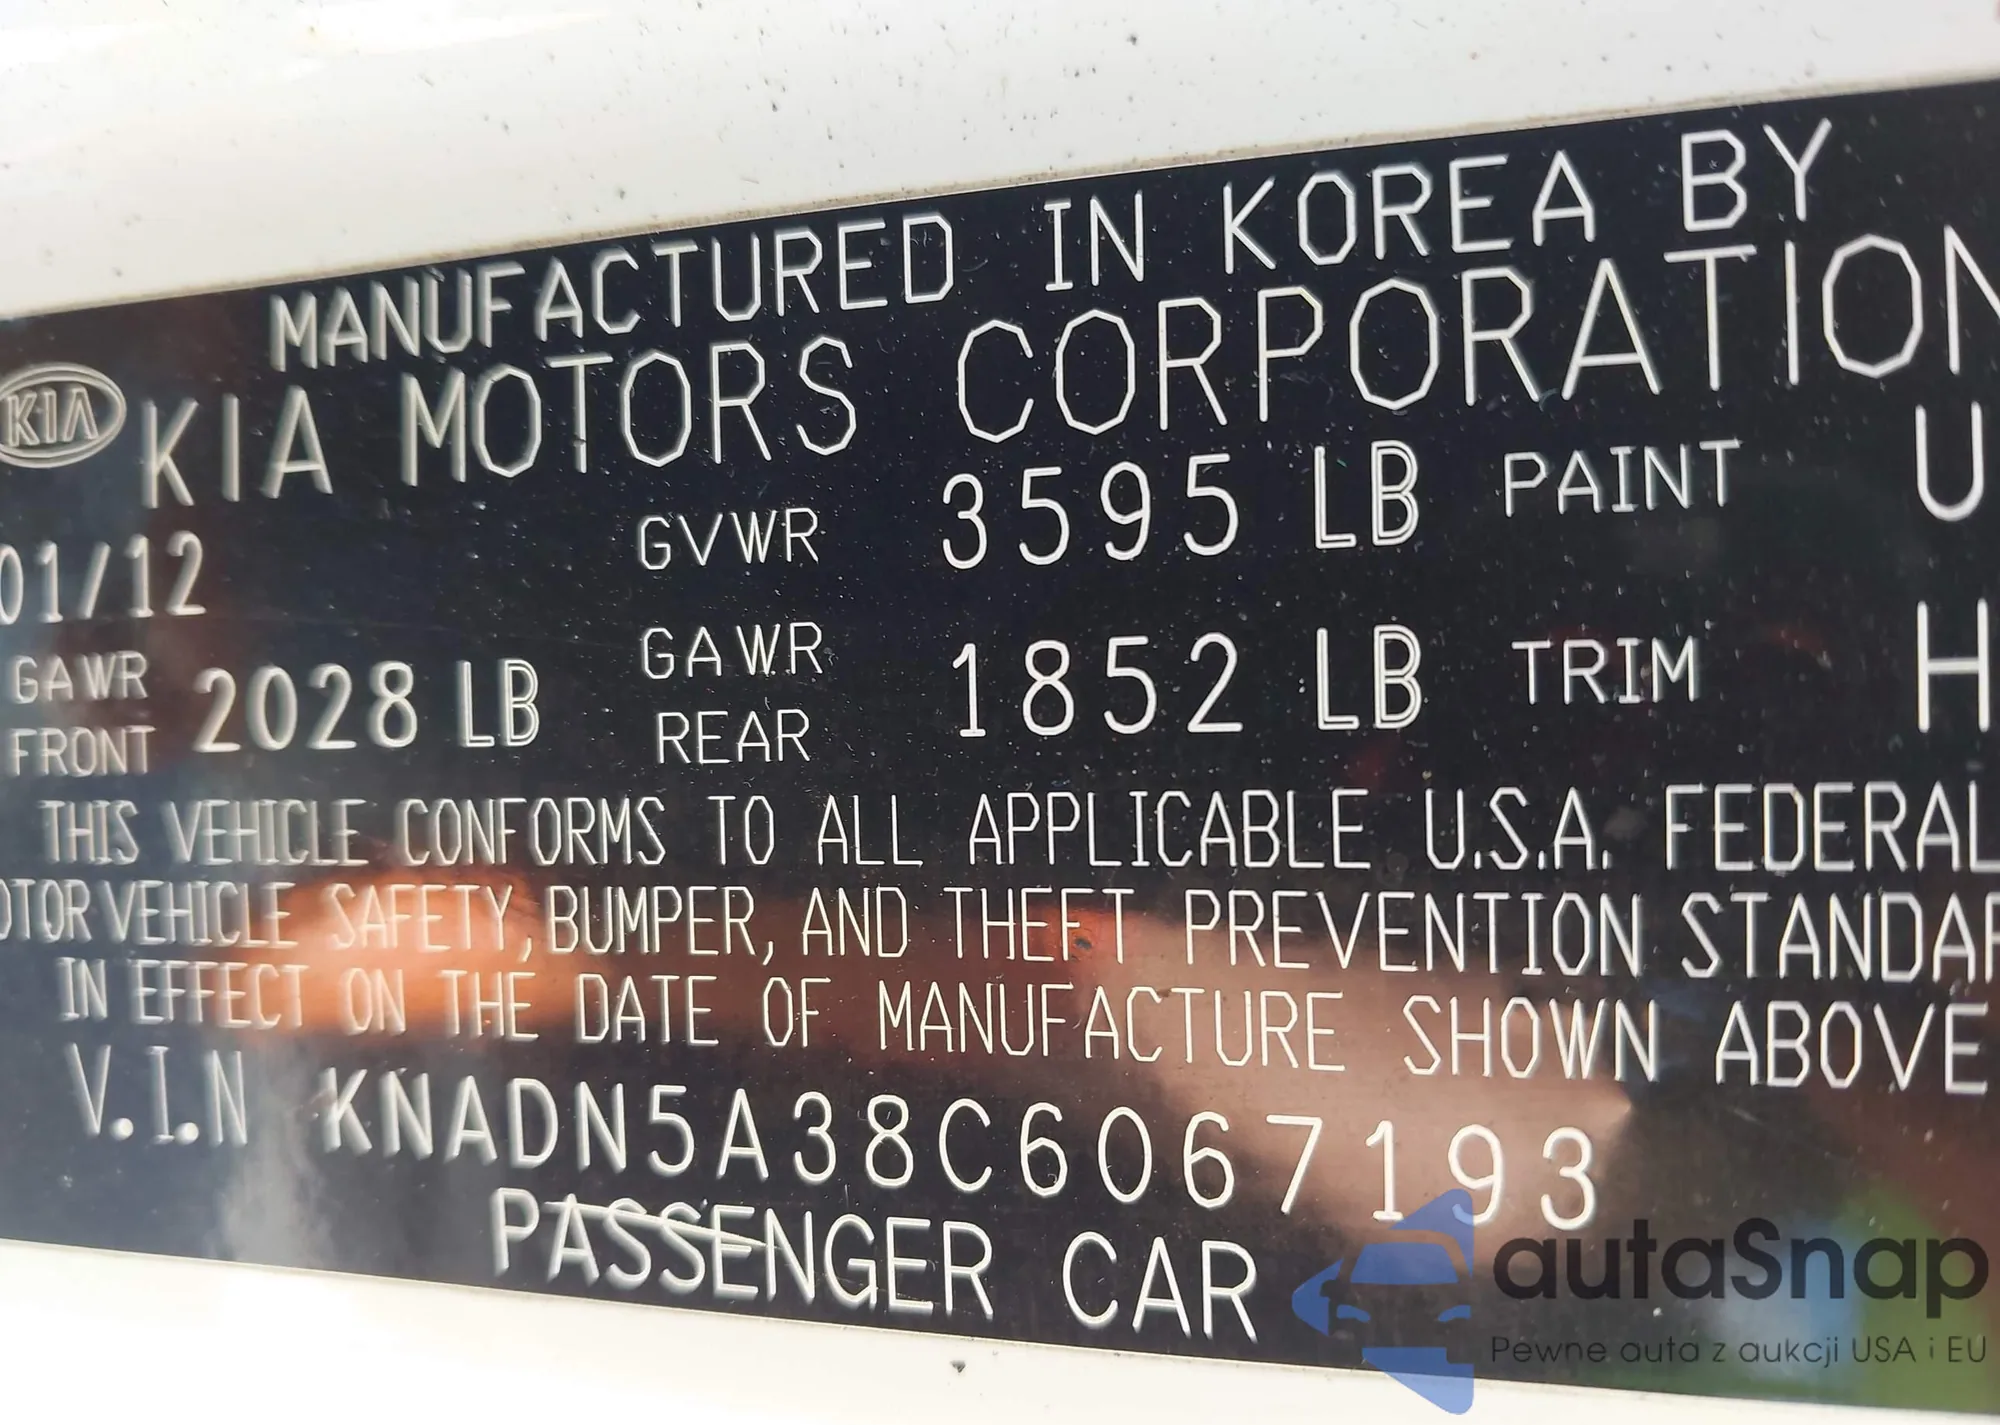 MANUFACTURED IN KOREA BY
KIA KIA MOTORS CORPORATION
01/12 GVWR 3595 LB PAINT U
GAWR FRONT 2028 LB GAWR REAR 1852 LB TRIM H
THIS VEHICLE CONFORMS TO ALL APPLICABLE U.S.A. FEDERAL
OTOR VEHICLE SAFETY, BUMPER, AND THEFT PREVENTION STANDAR
IN EFFECT ON THE DATE OF MANUFACTURE SHOWN ABOVE
V.I.N KNADN5A38C6067193
PASSENGER CAR
autaSnap
Pewne auta z aukcji USA i EU